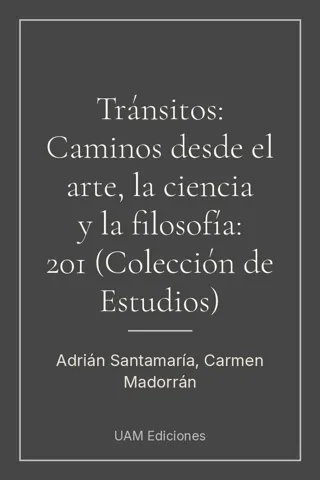 Tránsitos:
Caminos desde el
arte, la ciencia
y la filosofía:
201 (Colección de
Estudios)
Adrián Santamaría, Carmen
Madorrán
UAM Ediciones